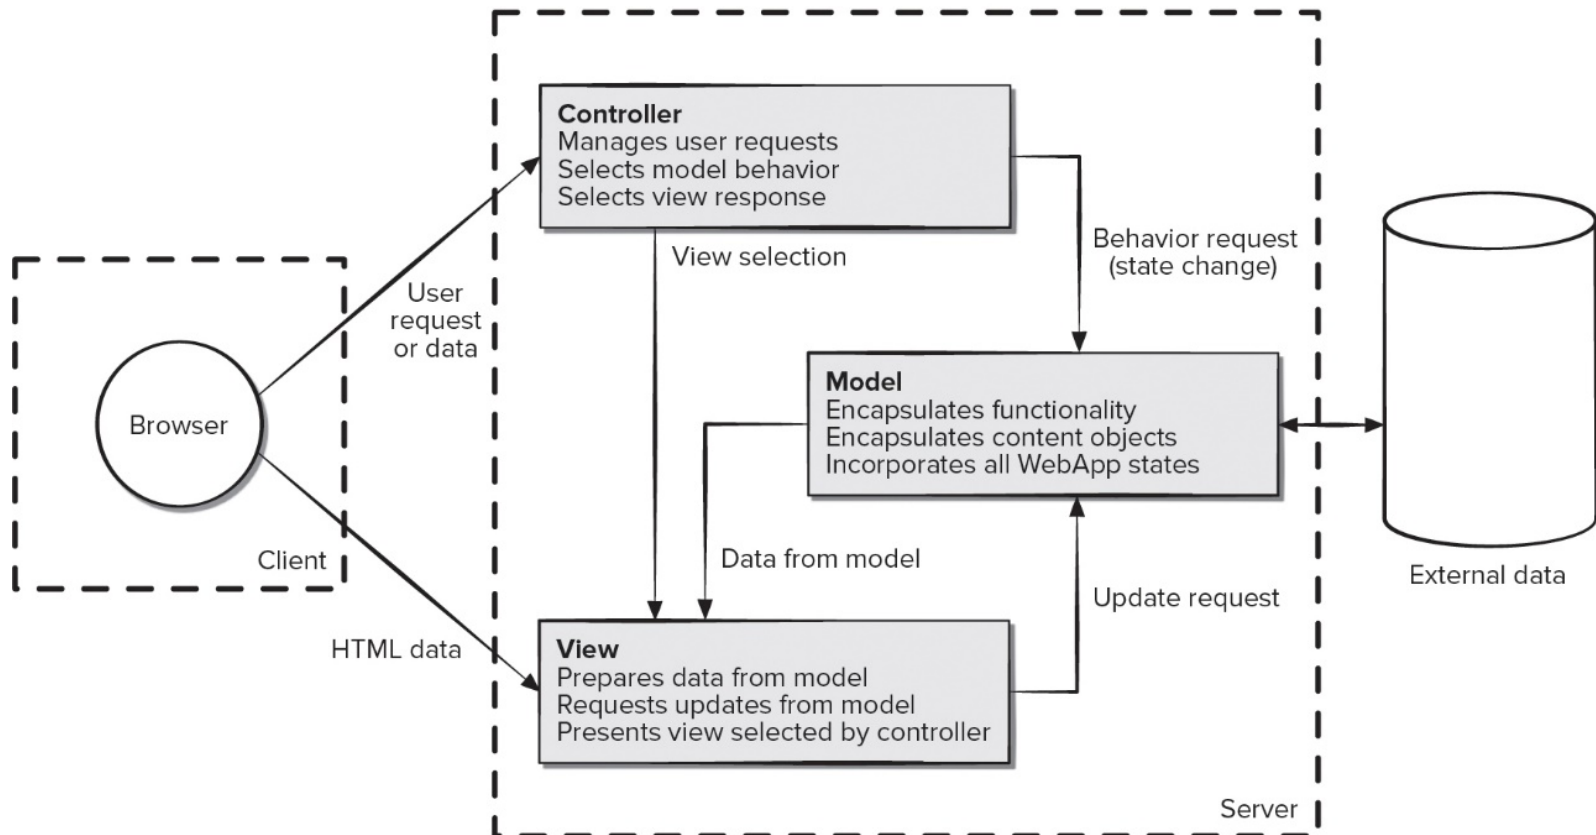 Controller
Manages user requests
Selects model behavior
Selects view response
View selection
Behavior request
(state change)
User
request
or data
Browser
Client
Model
Encapsulates functionality
Encapsulates content objects
Incorporates all WebApp states
Data from model
External data
Update request
HTML data
View
Prepares data from model
Requests updates from model
Presents view selected by controller
Server